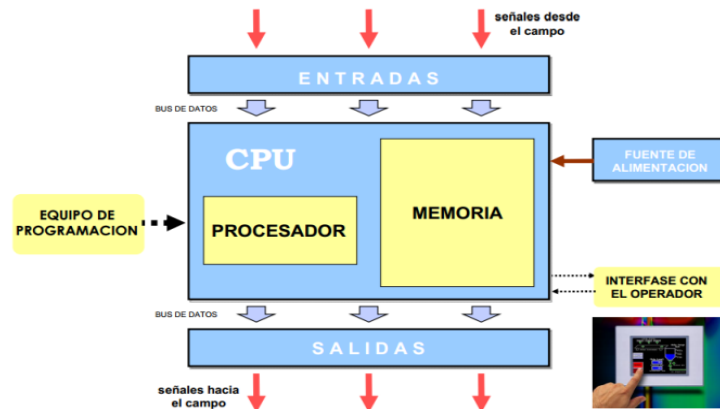 señales desde
el campo
ENTRADAS
BUS DE DATOS
CPU
PROCESADOR
MEMORIA
FUENTE DE
ALIMENTACION
EQUIPO DE
PROGRAMACION
INTERFASE CON
EL OPERADOR
BUS DE DATOS
SALIDAS
señales hacia
el campo